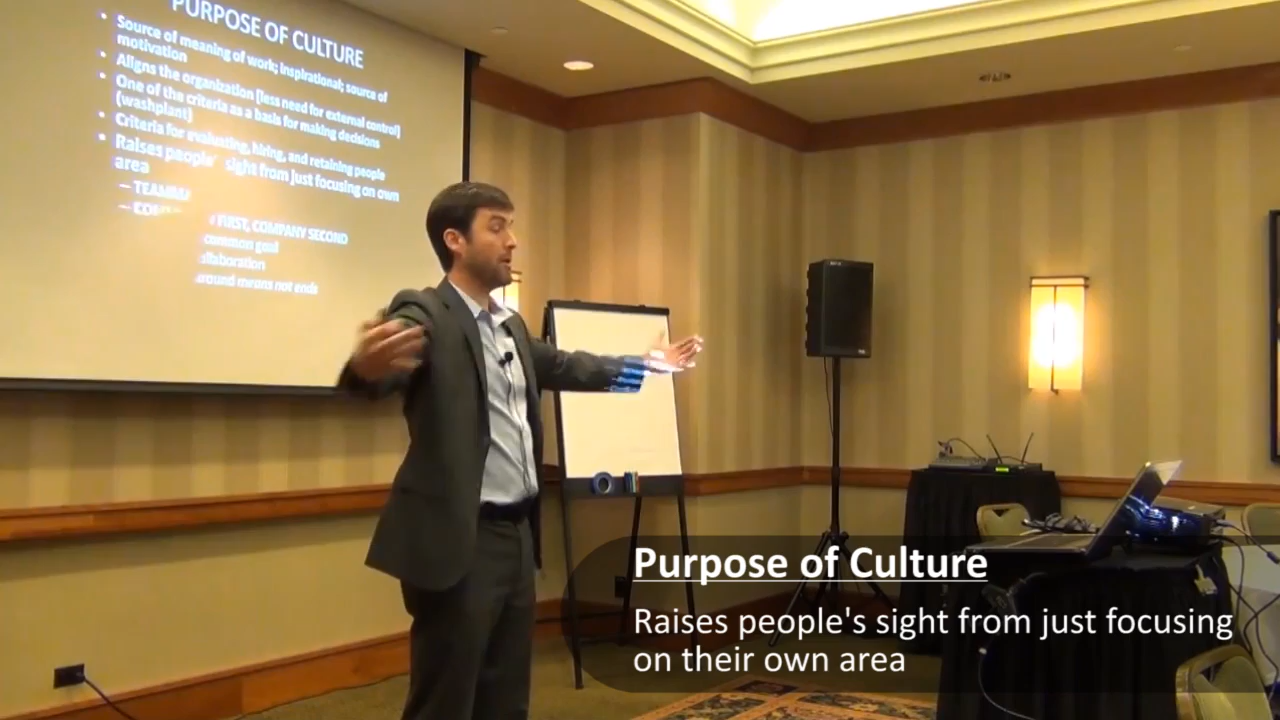 PURPOSE OF CULTURE
• Source of meaning of work; inspirational; source of
motivation
• Aligns the organization [less need for external control]
• One of the criteria as a basis for making decisions
(washplant)
• Criteria for evaluating, hiring, and retaining people
• Raises people' sight from just focusing on own
area
FIRST, COMPANY SECOND
common goal
around means not ends
Purpose of Culture
Raises people's sight from just focusing
on their own area